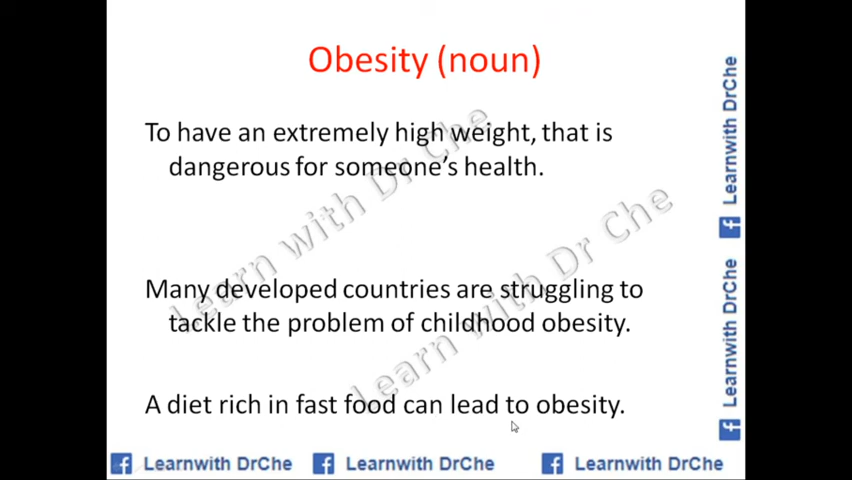 Obesity (noun)
To have an extremely high weight, that is
dangerous for someone's health.
Many developed countries are struggling to
tackle the problem of childhood obesity.
A diet rich in fast food can lead to obesity.
Learn with Dr Che
Learn with Dr Che
Learnwith DrChe
Learnwith DrChe
Learnwith DrChe
Learnwith DrChe
Learnwith DrChe